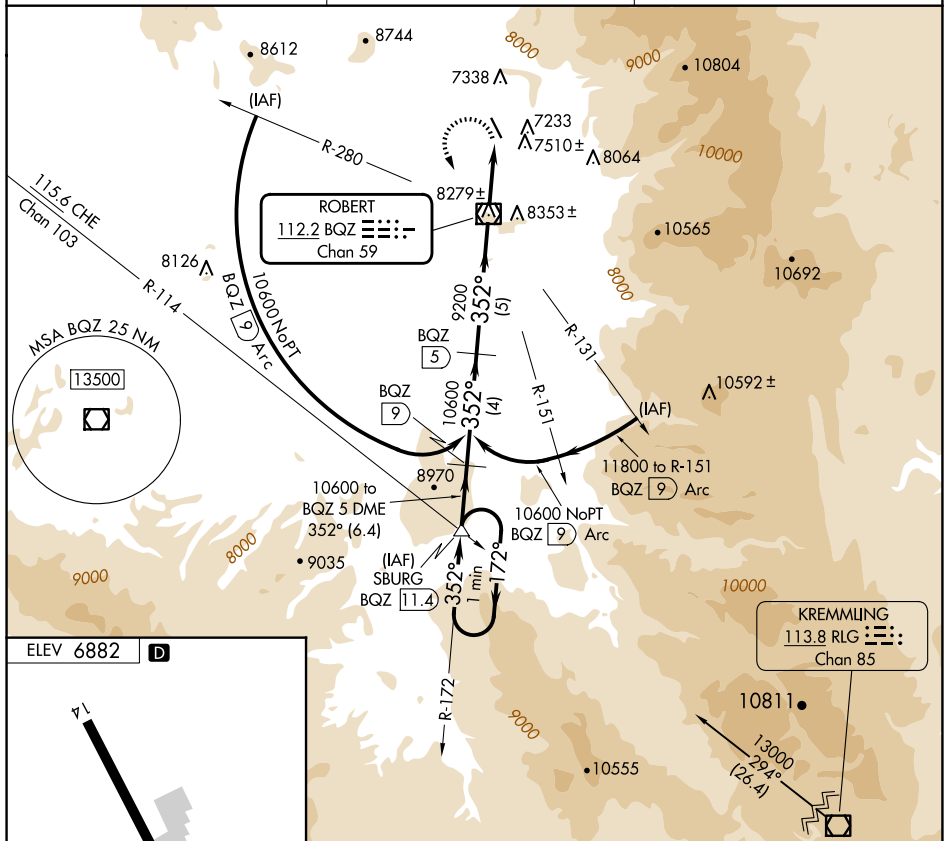 8612
8744
8000
9000
10804
7338
(IAF)
7233
7510±
8064
10000
R-280
115.6 CHE
Chan 103
8279±
8353±
ROBERT
112.2 BQZ
Chan 59
10565
10692
8126
R-114
10600 NoPT
BQZ 9 Arc
8000
9200
352°
(5)
MSA BQZ 25 NM
13500
BQZ
5
R-131
R-151
10592±
BQZ
9
10600
352°
(4)
(IAF)
8970
11800 to R-151
BQZ 9 Arc
10600 to
BQZ 5 DME
352° (6.4)
10600 NoPT
BQZ 9 Arc
8000
9035
9000
(IAF)
SBURG
BQZ 11.4
352°
1 min
172°
10000
KREMMLING
113.8 RLG
Chan 85
ELEV 6882 D
R-172
9000
10811
14
10555
13000
294°
(26.4)